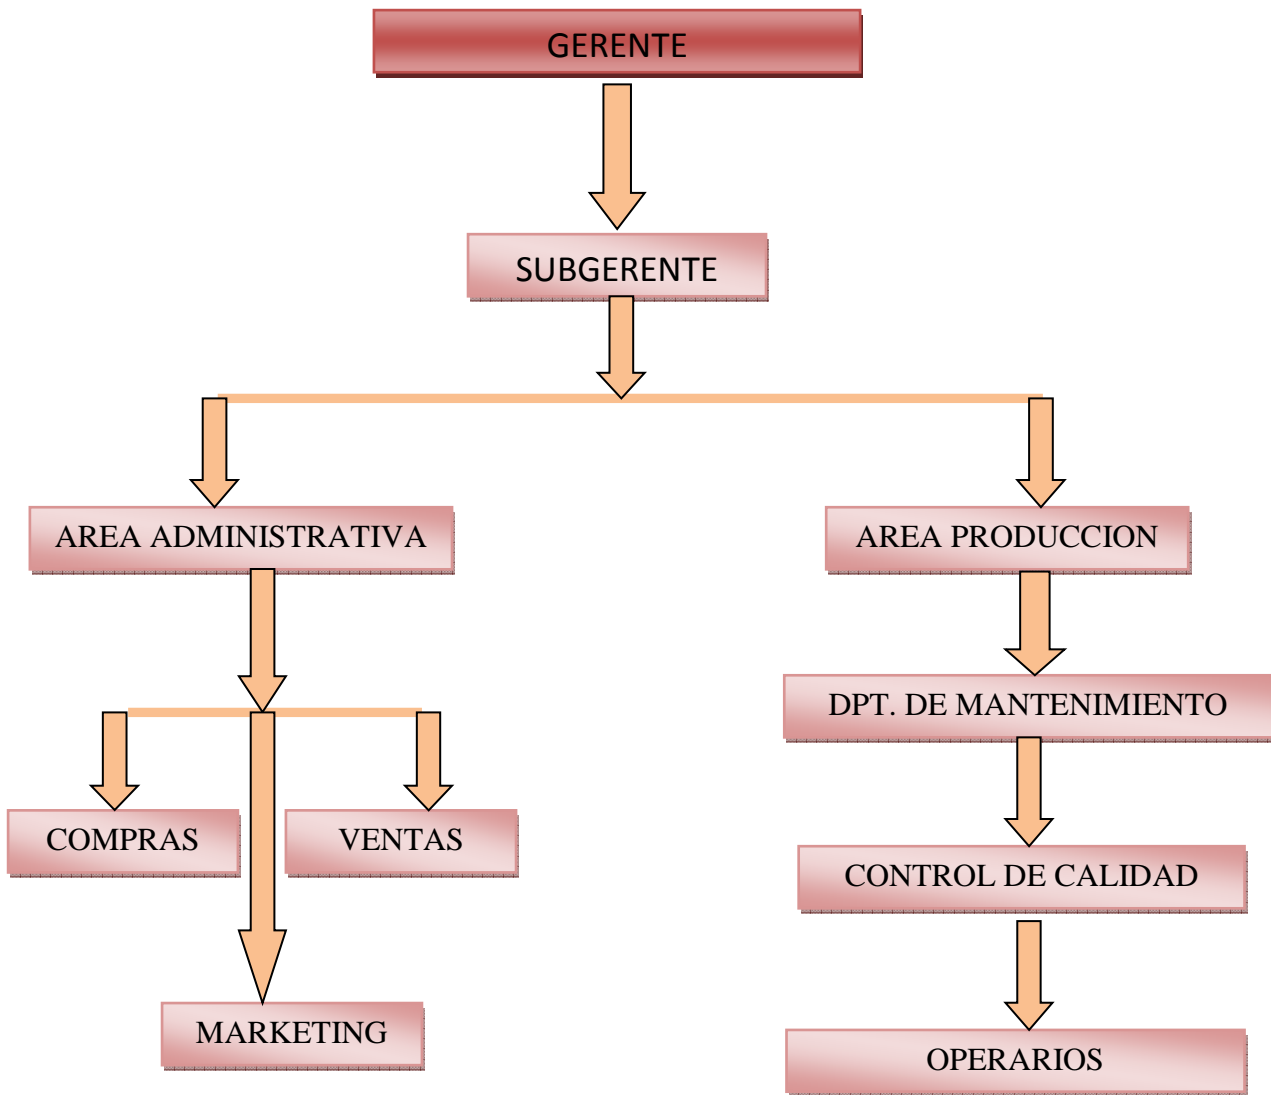 GERENTE
SUBGERENTE
AREA ADMINISTRATIVA
AREA PRODUCCION
DPT. DE MANTENIMIENTO
COMPRAS
VENTAS
CONTROL DE CALIDAD
MARKETING
OPERARIOS